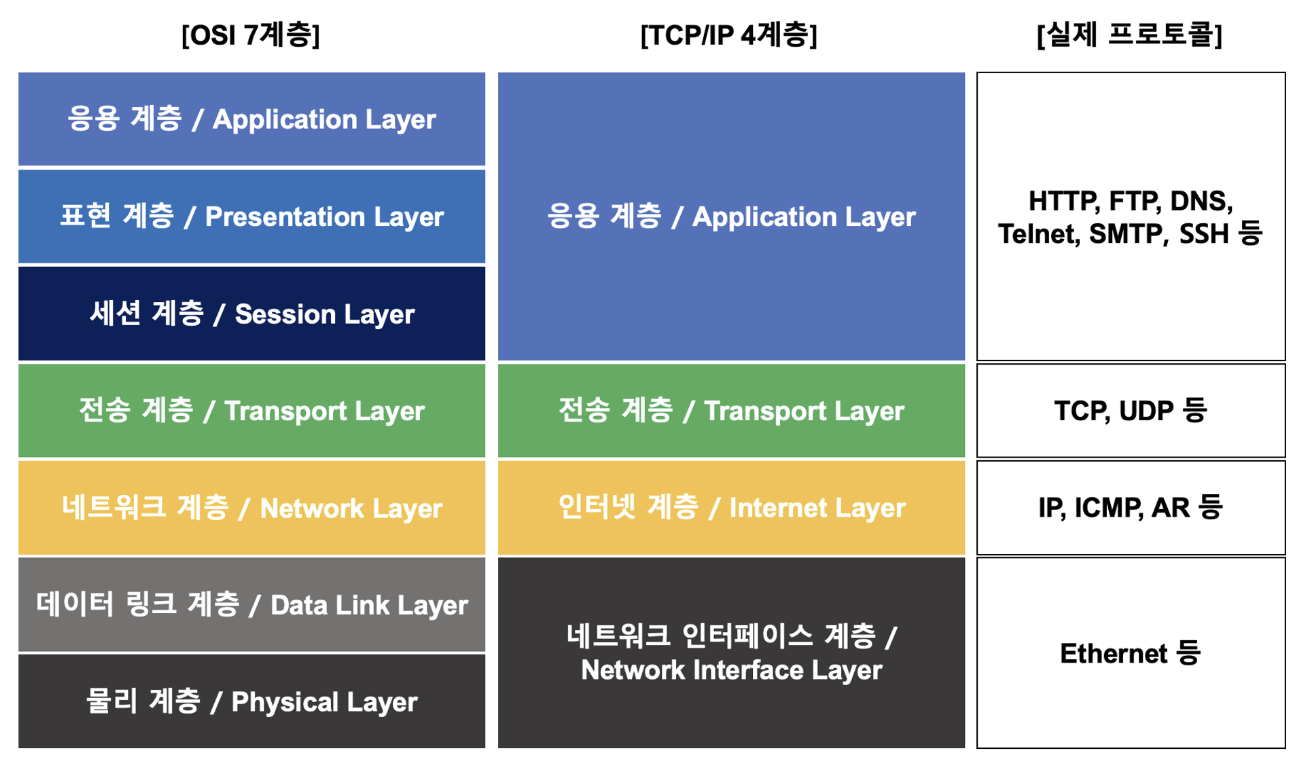 [OSI 7계층]
[TCP/IP 4계층]
[실제 프로토콜]
응용 계층 / Application Layer
표현 계층 / Presentation Layer
세션 계층 / Session Layer
전송 계층 / Transport Layer
네트워크 계층 / Network Layer
데이터 링크 계층 / Data Link Layer
물리 계층 / Physical Layer
응용 계층 / Application Layer
전송 계층 / Transport Layer
인터넷 계층 / Internet Layer
네트워크 인터페이스 계층 /
Network Interface Layer
HTTP, FTP, DNS,
Telnet, SMTP, SSH 등
TCP, UDP 등
IP, ICMP, AR 등
Ethernet 등